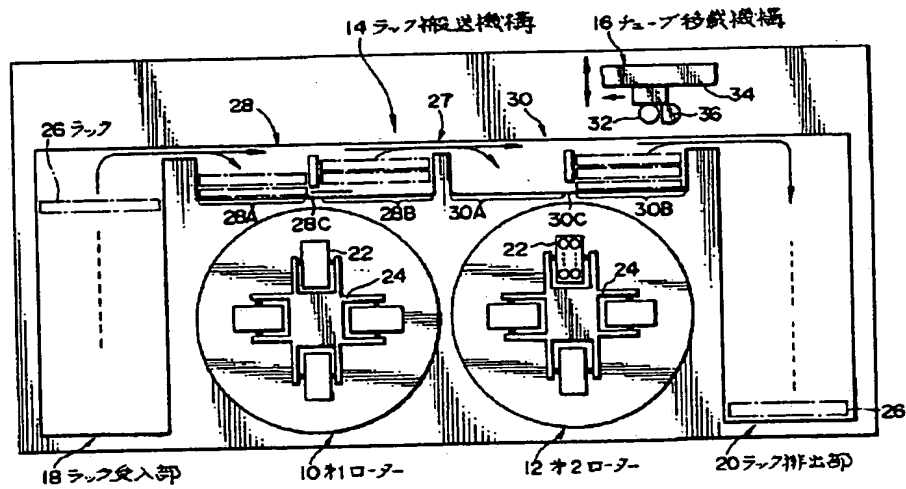 14 ラック搬送機構
16 チューブ移載機構
26 ラック
28
27
30
32
36
34
28A
28C
28B
30A
30C
30B
22
24
22
24
26
18 ラック受入部
10 オ1ローター
12 オ2ローター
20 ラック排出部